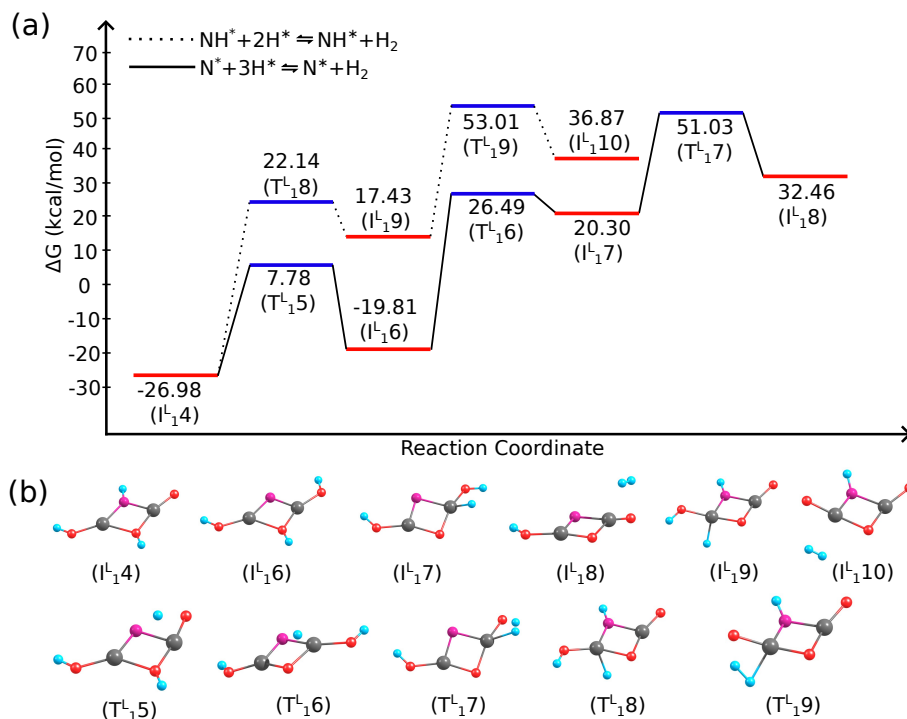 (a)
NH*+2H* ⇋ NH*+H₂
N*+3H* ⇋ N*+H₂
ΔG (kcal/mol)
70
60
50
40
30
20
10
0
-10
-20
-30
-26.98
(Iᴸ₁4)
22.14
(Tᴸ₁8)
7.78
(Tᴸ₁5)
17.43
(Iᴸ₁9)
-19.81
(Iᴸ₁6)
53.01
(Tᴸ₁9)
26.49
(Tᴸ₁6)
36.87
(Iᴸ₁10)
20.30
(Iᴸ₁7)
51.03
(Tᴸ₁7)
32.46
(Iᴸ₁8)
Reaction Coordinate
(b)
(Iᴸ₁4) (Iᴸ₁6) (Iᴸ₁7) (Iᴸ₁8) (Iᴸ₁9) (Iᴸ₁10)
(Tᴸ₁5) (Tᴸ₁6) (Tᴸ₁7) (Tᴸ₁8) (Tᴸ₁9)